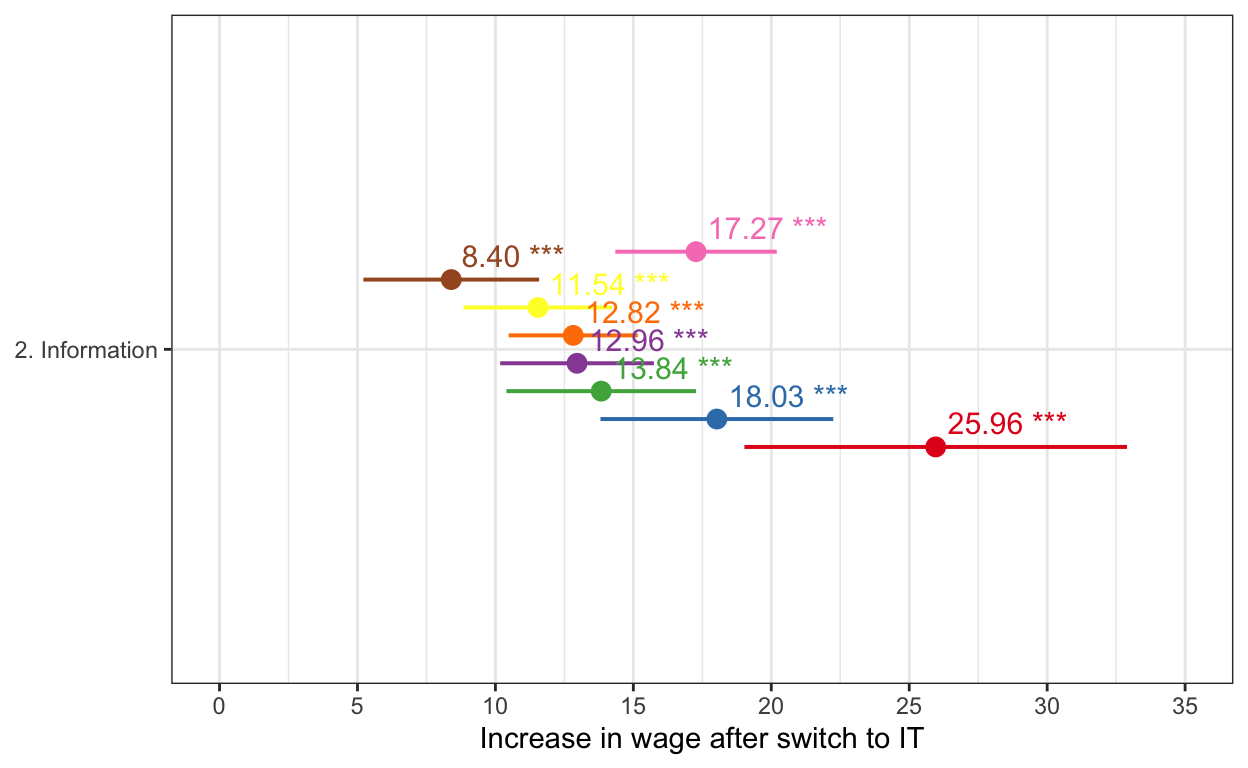 17.27 ***
8.40 ***
11.54 ***
12.82 ***
12.96 ***
2. Information
13.84 ***
18.03 ***
25.96 ***
0 5 10 15 20 25 30 35
Increase in wage after switch to IT